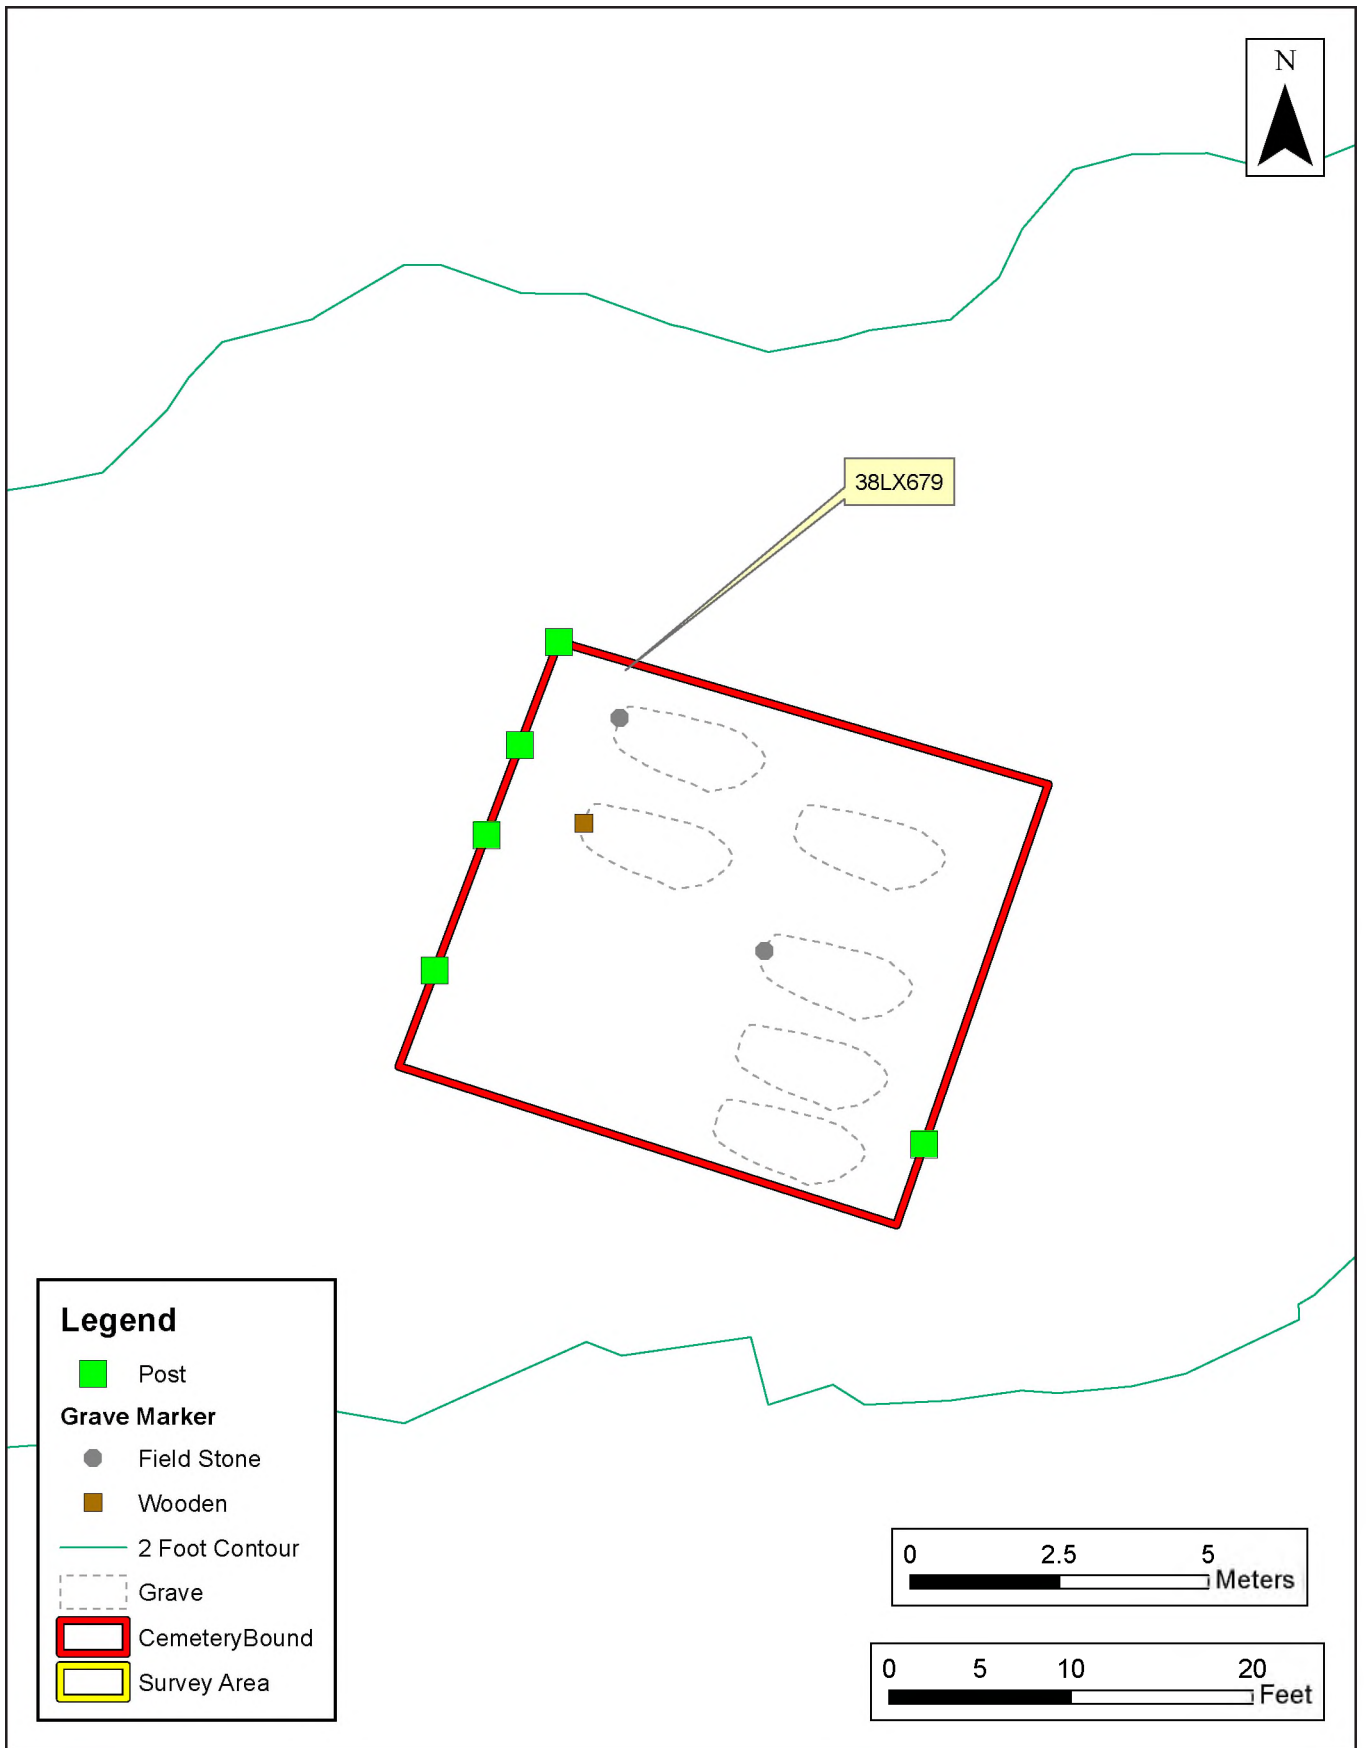 N
38LX679
Legend
Post
Grave Marker
Field Stone
Wooden
2 Foot Contour
Grave
CemeteryBound
Survey Area
0 2.5 5
Meters
0 5 10 20
Feet